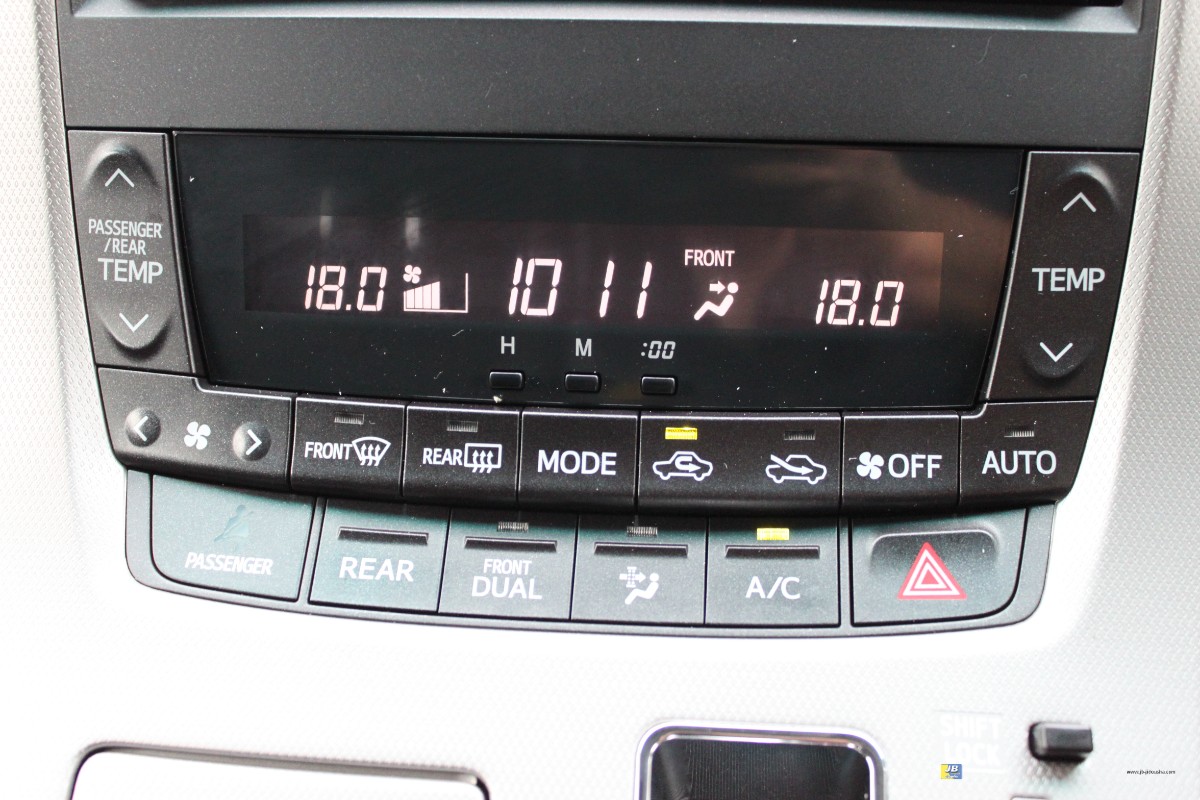 PASSENGER
/REAR
TEMP
18.0
10 11
FRONT
18.0
TEMP
H
M
:00
FRONT
REAR
MODE
OFF
AUTO
PASSENGER
REAR
FRONT
DUAL
A/C
SHIFT
LOCK
JB